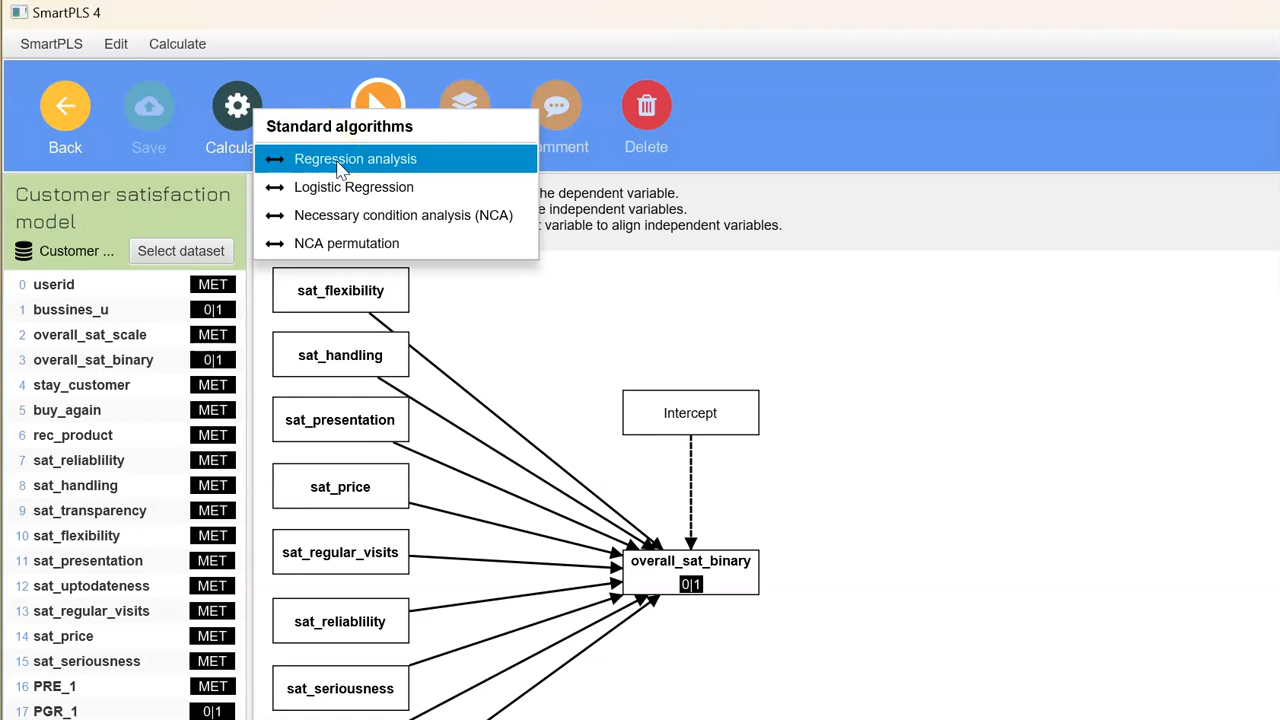 SmartPLS 4
SmartPLS Edit Calculate
Back
Save
Calcula
omment
Delete
Standard algorithms
Regression analysis
Logistic Regression
Necessary condition analysis (NCA)
NCA permutation
he dependent variable.
e independent variables.
t variable to align independent variables.
Customer satisfaction
model
Customer ... Select dataset
0 userid MET
1 bussines_u 0|1
2 overall_sat_scale MET
3 overall_sat_binary 0|1
4 stay_customer MET
5 buy_again MET
6 rec_product MET
7 sat_reliablility MET
8 sat_handling MET
9 sat_transparency MET
10 sat_flexibility MET
11 sat_presentation MET
12 sat_uptodateness MET
13 sat_regular_visits MET
14 sat_price MET
15 sat_seriousness MET
16 PRE_1 MET
17 PGR_1 0|1
sat_flexibility
sat_handling
sat_presentation
sat_price
sat_regular_visits
sat_reliablility
sat_seriousness
Intercept
overall_sat_binary
0|1